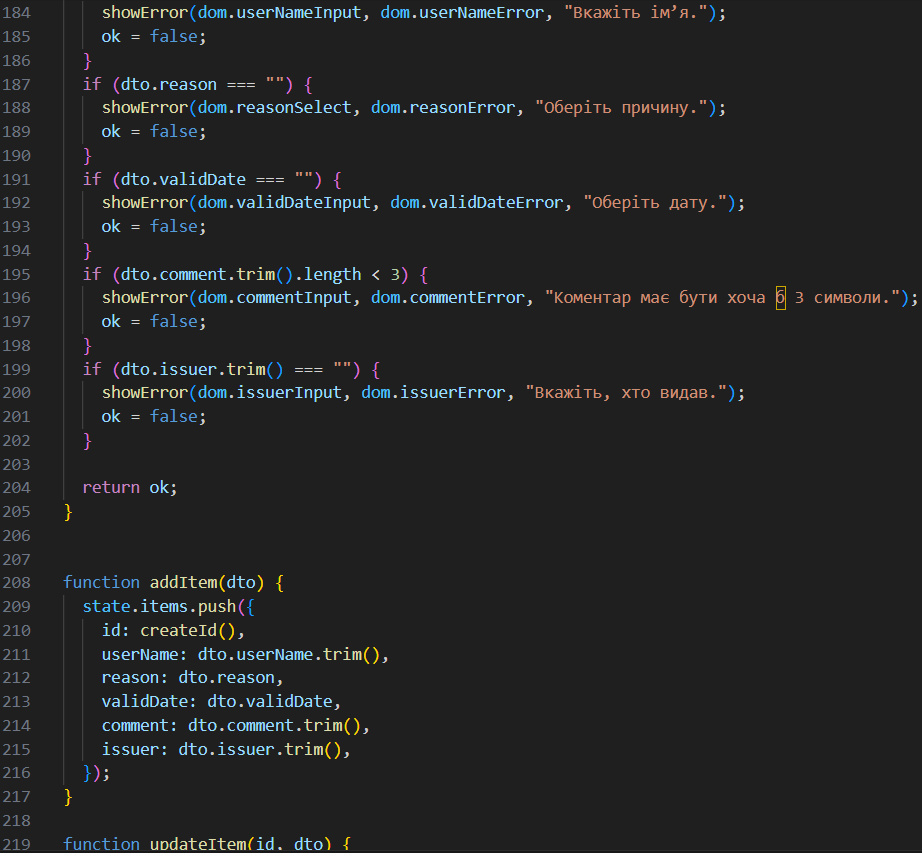 184 showError(dom.userNameInput, dom.userNameError, "Вкажіть ім’я.");
185 ok = false;
186 }
187 if (dto.reason === "") {
188 showError(dom.reasonSelect, dom.reasonError, "Оберіть причину.");
189 ok = false;
190 }
191 if (dto.validDate === "") {
192 showError(dom.validDateInput, dom.validDateError, "Оберіть дату.");
193 ok = false;
194 }
195 if (dto.comment.trim().length < 3) {
196 showError(dom.commentInput, dom.commentError, "Коментар має бути хоча б 3 символи.");
197 ok = false;
198 }
199 if (dto.issuer.trim() === "") {
200 showError(dom.issuerInput, dom.issuerError, "Вкажіть, хто видав.");
201 ok = false;
202 }
203
204 return ok;
205 }
206
207
208 function addItem(dto) {
209 state.items.push({
210 id: createId(),
211 userName: dto.userName.trim(),
212 reason: dto.reason,
213 validDate: dto.validDate,
214 comment: dto.comment.trim(),
215 issuer: dto.issuer.trim(),
216 });
217 }
218
219 function updateItem(id, dto) {